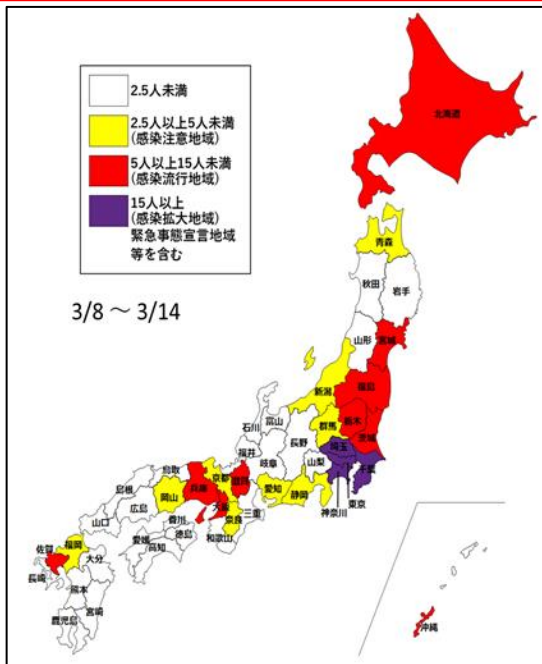 2.5人未満
2.5人以上5人未満
(感染注意地域)
5人以上15人未満
(感染流行地域)
15人以上
(感染拡大地域)
緊急事態宣言地域
等を含む
3/8 ～ 3/14
北海道
青森
秋田
岩手
山形
宮城
新潟
福島
石川
富山
群馬
栃木
茨城
福井
長野
岐阜
山梨
埼玉
千葉
東京
神奈川
静岡
愛知
三重
鳥取
京都
滋賀
島根
岡山
兵庫
大阪
奈良
和歌山
広島
山口
香川
徳島
愛媛
高知
佐賀
福岡
大分
長崎
熊本
宮崎
鹿児島
沖縄